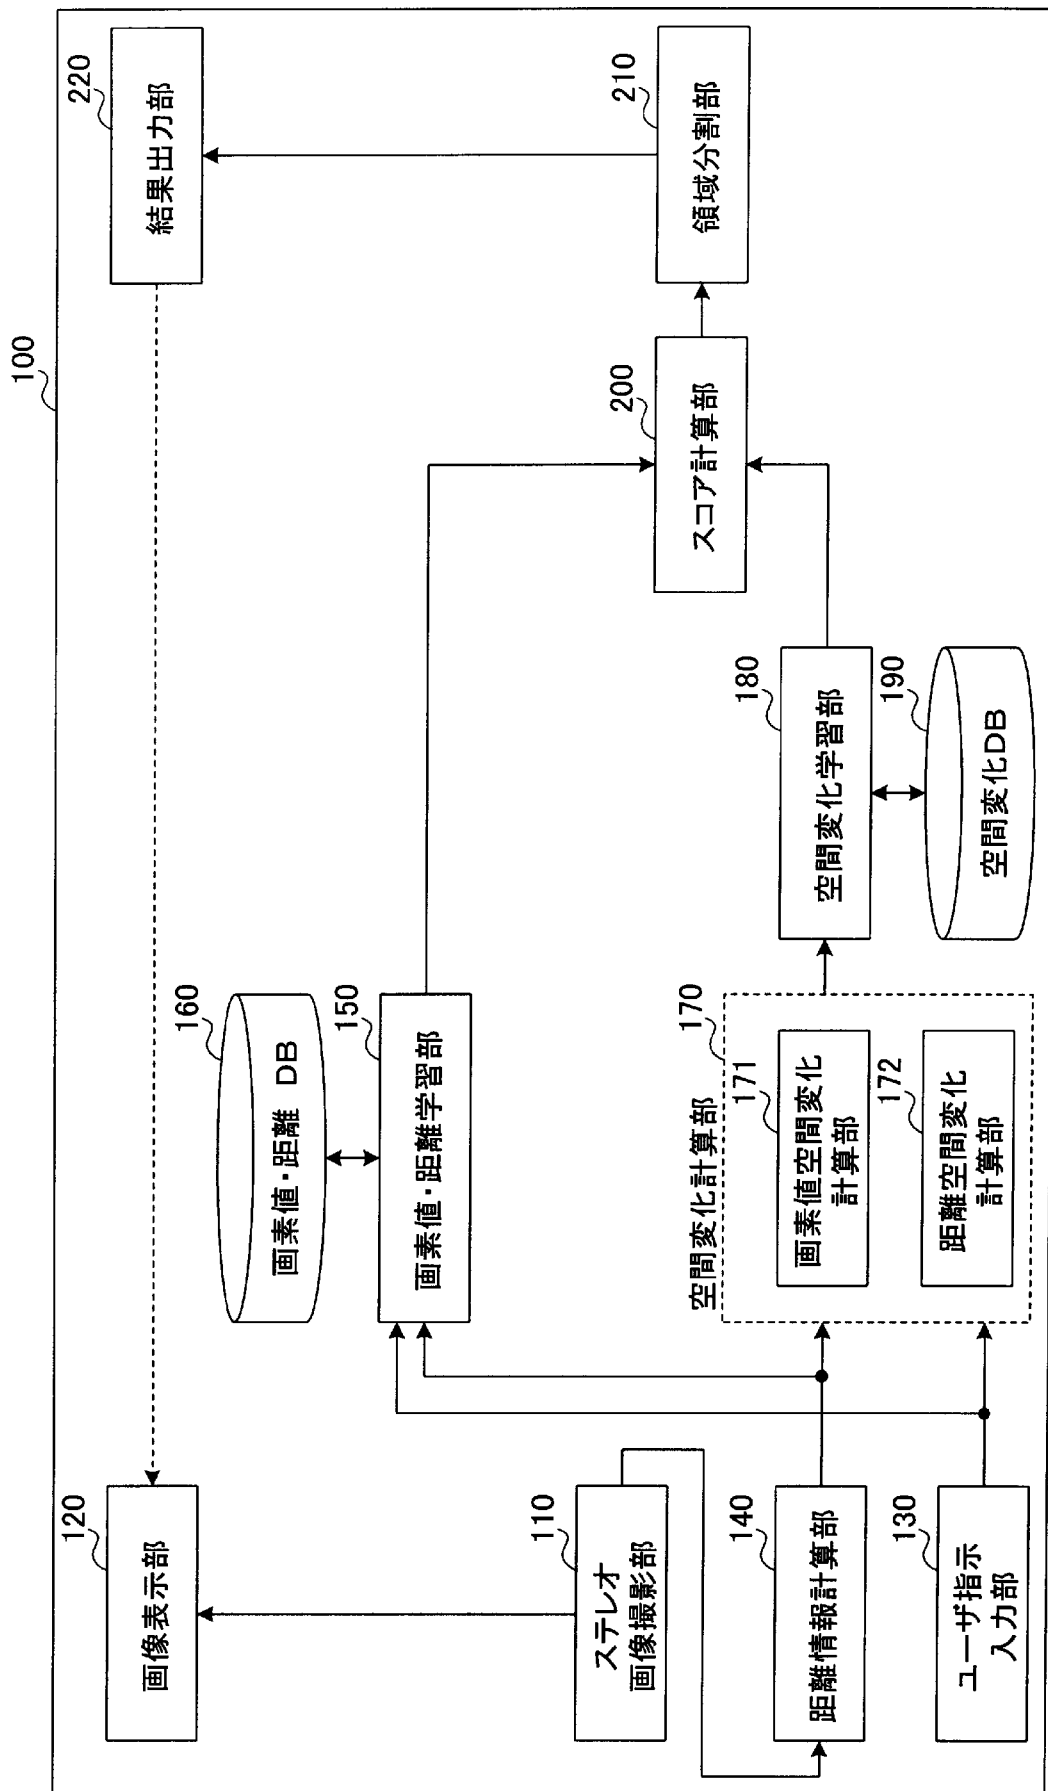 100
120
画像表示部
220
結果出力部
160
画素値・距離 DB
150
画素値・距離学習部
110
ステレオ
画像撮影部
200
スコア計算部
210
領域分割部
140
距離情報計算部
130
ユーザ指示
入力部
空間変化計算部
170
171
画素値空間変化
計算部
172
距離空間変化
計算部
180
空間変化学習部
190
空間変化DB